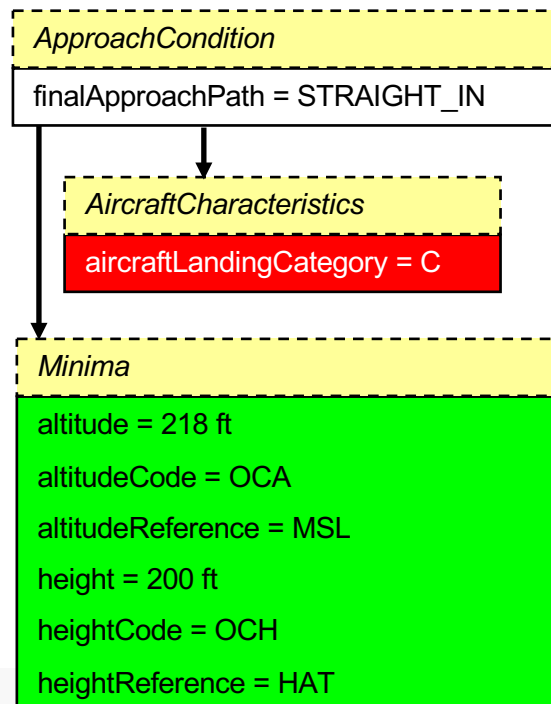 ApproachCondition
finalApproachPath = STRAIGHT_IN
AircraftCharacteristics
aircraftLandingCategory = C
Minima
altitude = 218 ft
altitudeCode = OCA
altitudeReference = MSL
height = 200 ft
heightCode = OCH
heightReference = HAT